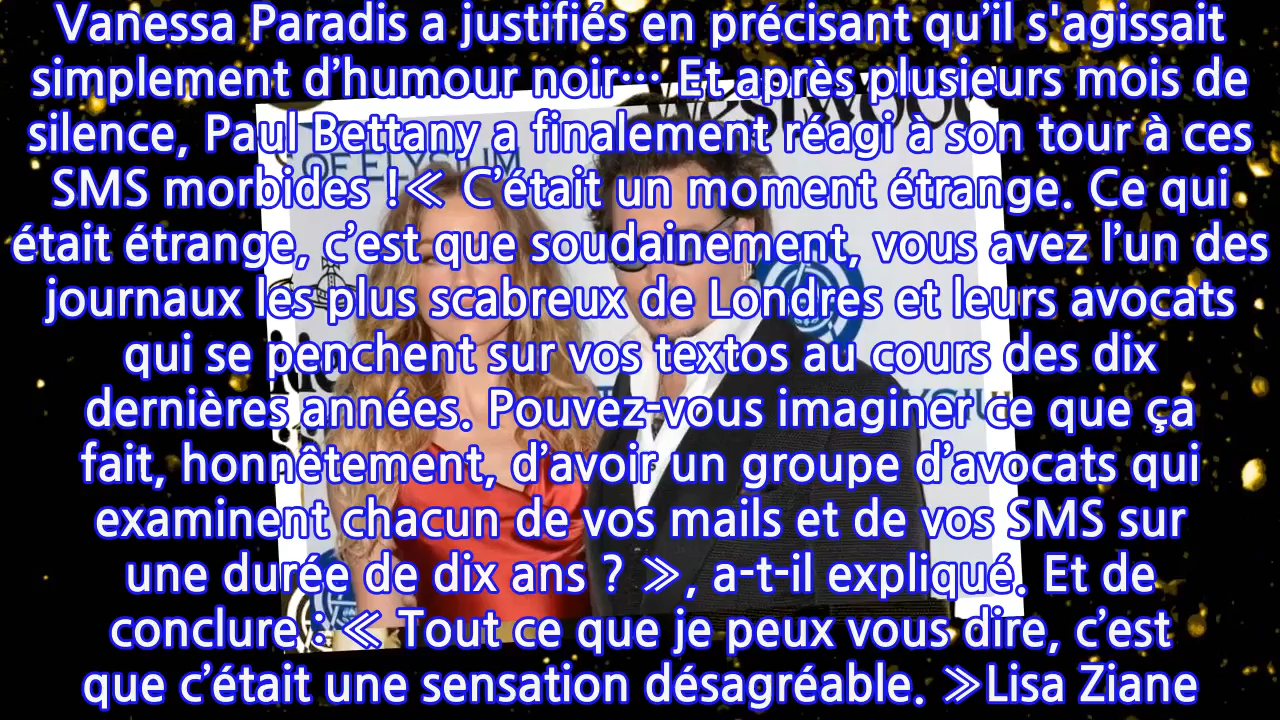 Vanessa Paradis a justifiés en précisant qu’il s'agissait
simplement d’humour noir… Et après plusieurs mois de
silence, Paul Bettany a finalement réagi à son tour à ces
SMS morbides !≪ C’était un moment étrange. Ce qui
était étrange, c’est que soudainement, vous avez l’un des
journaux les plus scabreux de Londres et leurs avocats
qui se penchent sur vos textos au cours des dix
dernières années. Pouvez-vous imaginer ce que ça
fait, honnêtement, d’avoir un groupe d’avocats qui
examinent chacun de vos mails et de vos SMS sur
une durée de dix ans ? ≫, a-t-il expliqué. Et de
conclure : ≪ Tout ce que je peux vous dire, c’est
que c’était une sensation désagréable. ≫Lisa Ziane
OF ELYSIUM